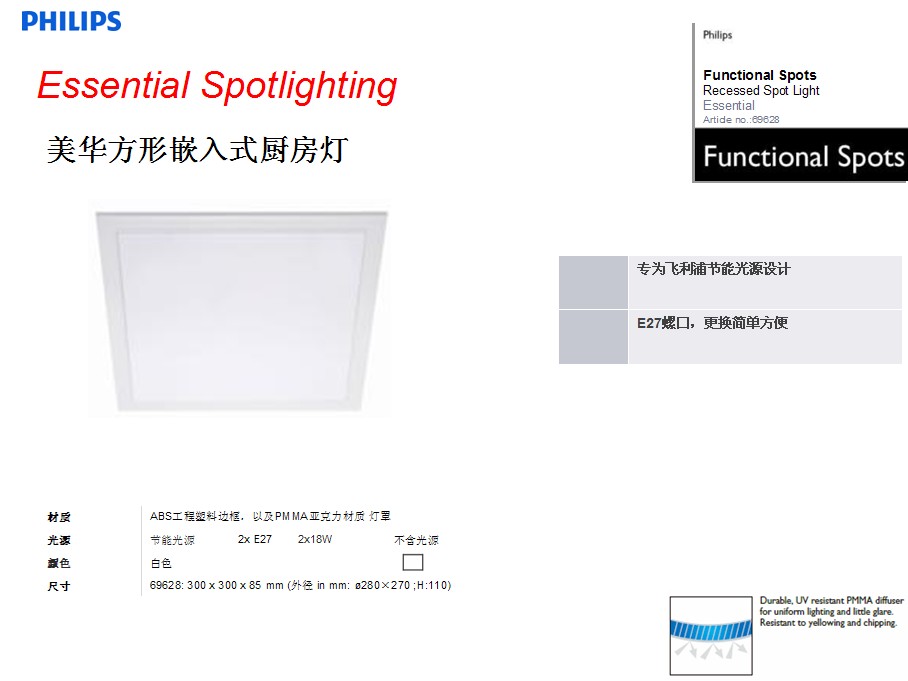 PHILIPS
Essential Spotlighting
美华方形嵌入式厨房灯
Philips
Functional Spots
Recessed Spot Light
Essential
Article no.:69628
Functional Spots
专为飞利浦节能光源设计
E27螺口，更换简单方便
材质 ABS工程塑料边框，以及PMMA亚克力材质 灯罩
光源 节能光源 2x E27 2x18W 不含光源
颜色 白色
尺寸 69628: 300 x 300 x 85 mm (外径 in mm: ø280×270 ;H:110)
Durable, UV resistant PMMA diffuser
for uniform lighting and little glare.
Resistant to yellowing and chipping.